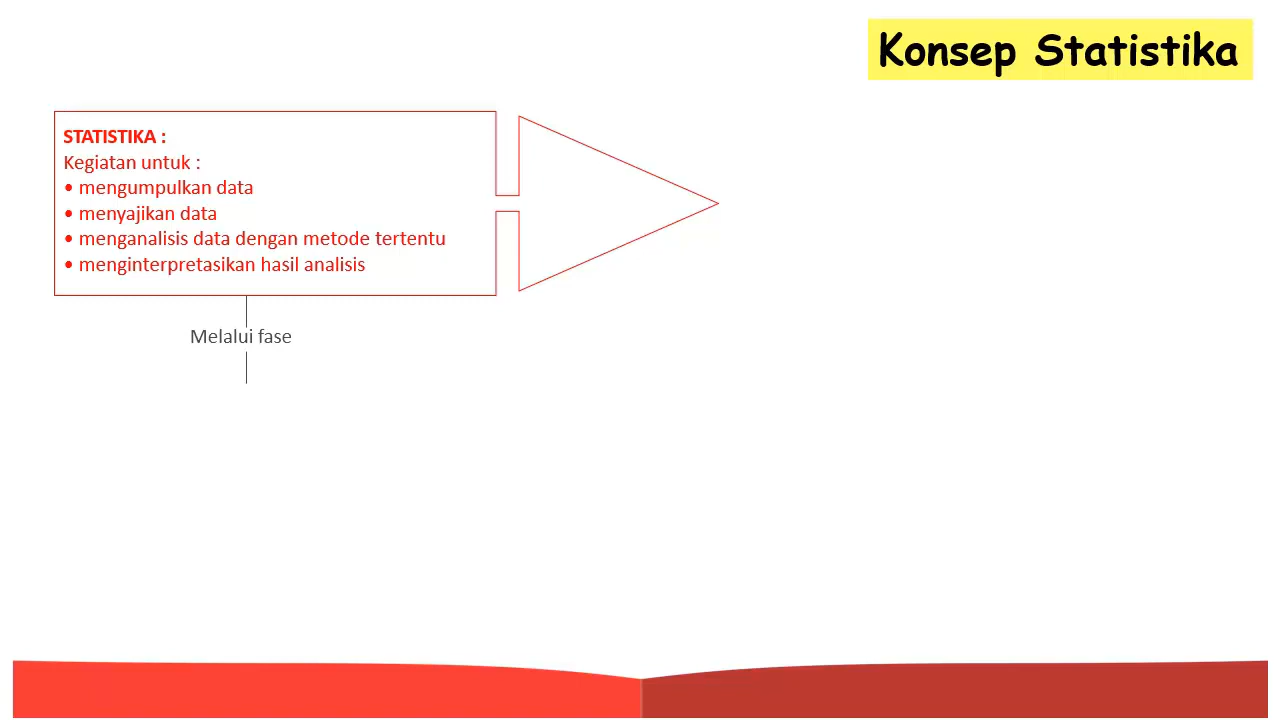 Konsep Statistika
STATISTIKA :
Kegiatan untuk :
• mengumpulkan data
• menyajikan data
• menganalisis data dengan metode tertentu
• menginterpretasikan hasil analisis
Melalui fase